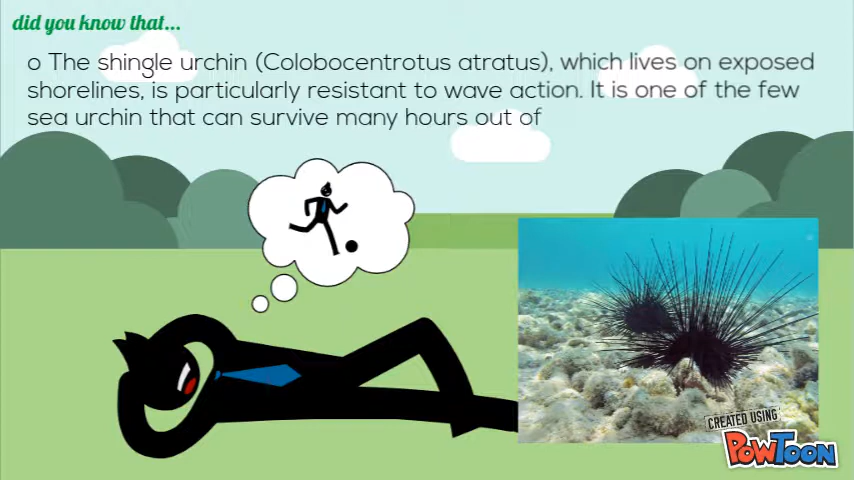 did you know that...
o The shingle urchin (Colobocentrotus atratus), which lives on exposed
shorelines, is particularly resistant to wave action. It is one of the few
sea urchin that can survive many hours out of
CREATED USING
POWTOON